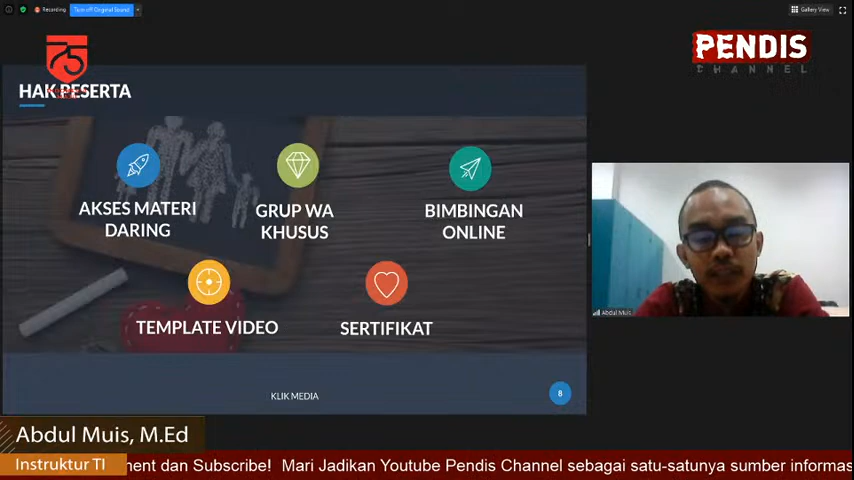 Recording
Turn off Original Sound
Gallery View
75
PENDIS
CHANNEL
HAK PESERTA
AKSES MATERI
DARING
GRUP WA
KHUSUS
BIMBINGAN
ONLINE
TEMPLATE VIDEO
SERTIFIKAT
KLIK MEDIA
8
Abdul Muis
Abdul Muis, M.Ed
Instruktur TI
ment dan Subscribe! Mari Jadikan Youtube Pendis Channel sebagai satu-satunya sumber informas